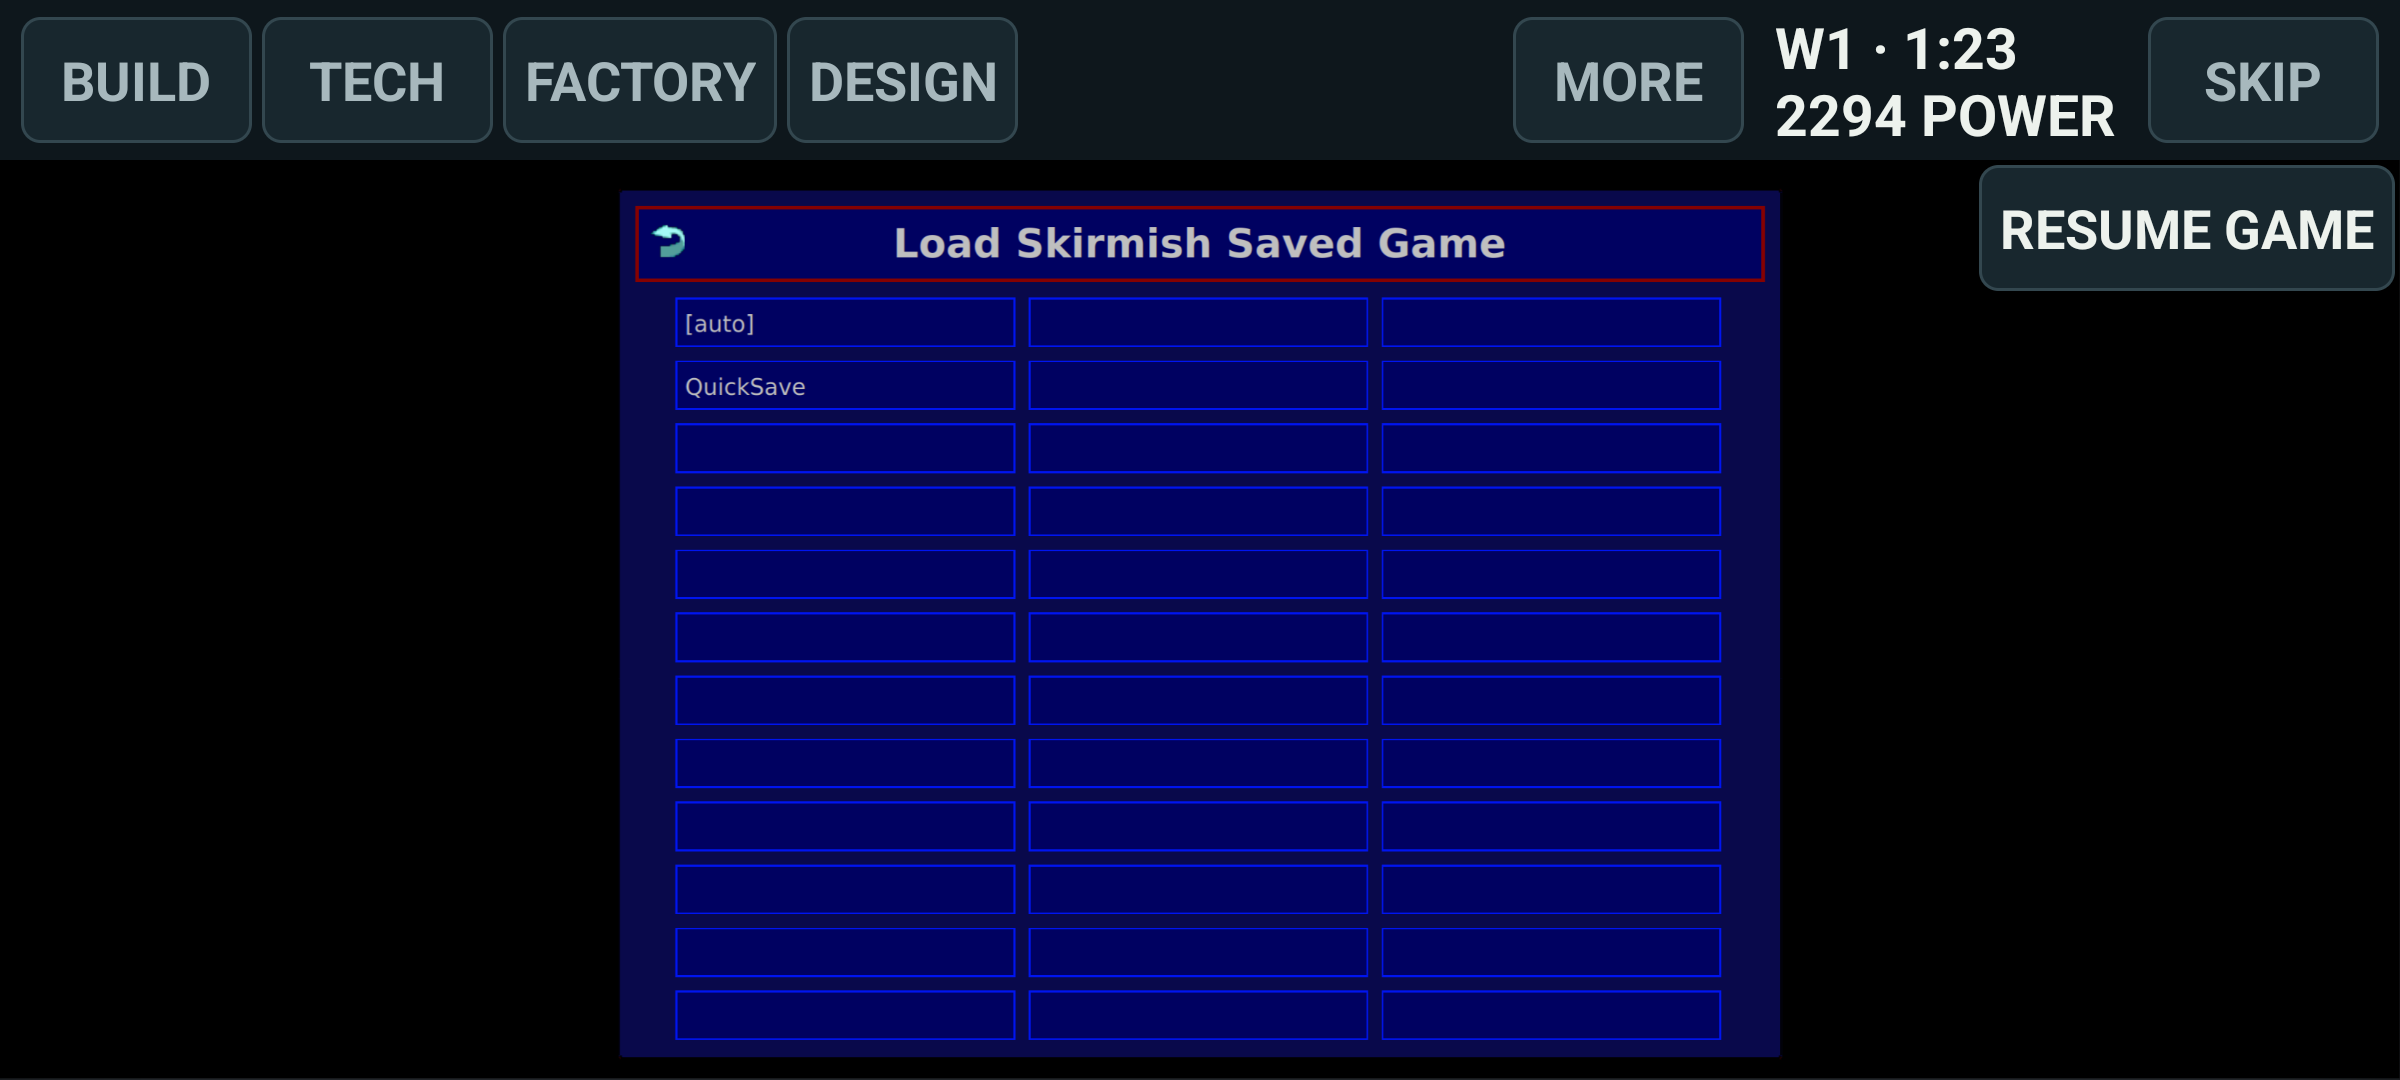 BUILD TECH FACTORY DESIGN MORE W1 · 1:23 SKIP
2294 POWER
RESUME GAME
Load Skirmish Saved Game
[auto]
QuickSave